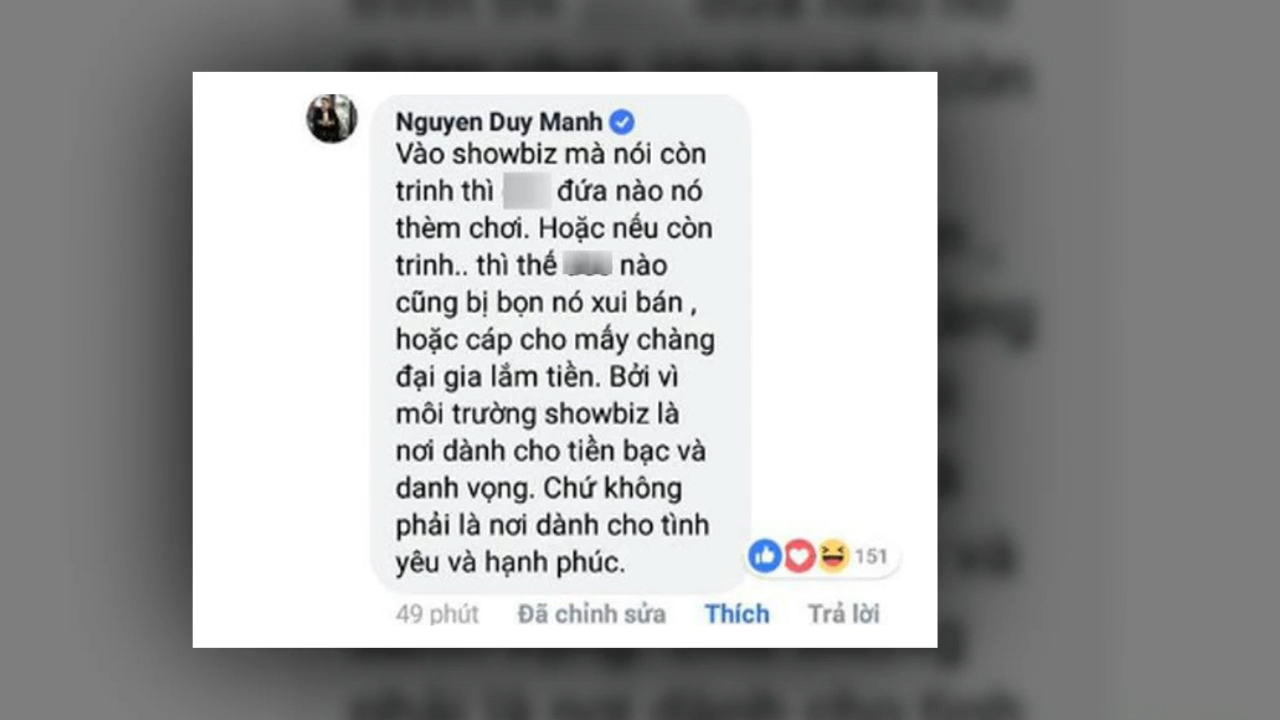 Nguyen Duy Manh
Vào showbiz mà nói còn
trinh thì đứa nào nó
thèm chơi. Hoặc nếu còn
trinh.. thì thế nào
cũng bị bọn nó xui bán ,
hoặc cáp cho mấy chàng
đại gia lắm tiền. Bởi vì
môi trường showbiz là
nơi dành cho tiền bạc và
danh vọng. Chứ không
phải là nơi dành cho tình
yêu và hạnh phúc.
151
49 phút Đã chỉnh sửa Thích Trả lời